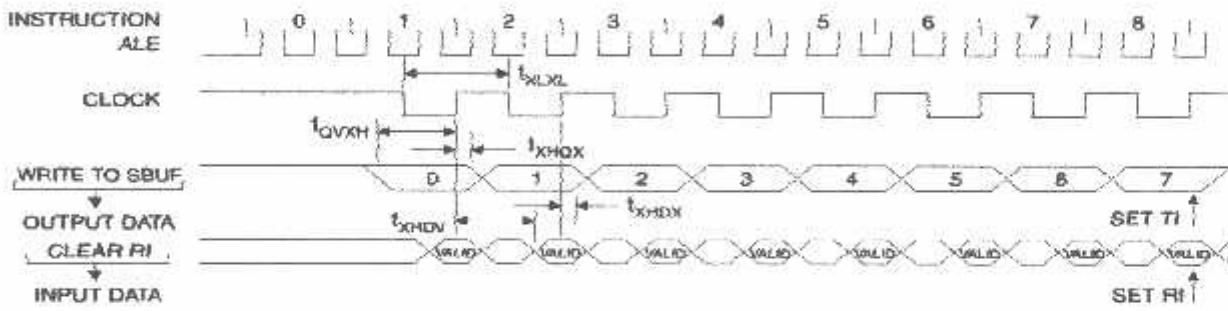 INSTRUCTION 0 1 2 3 4 5 6 7 8
ALE
tXLXL
CLOCK
tQVXH
tXHQX
WRITE TO SBUF 0 1 2 3 4 5 6 7
tXHDV tXHDX SET TI
OUTPUT DATA
CLEAR RI VALID VALID VALID VALID VALID VALID VALID VALID
INPUT DATA SET RI